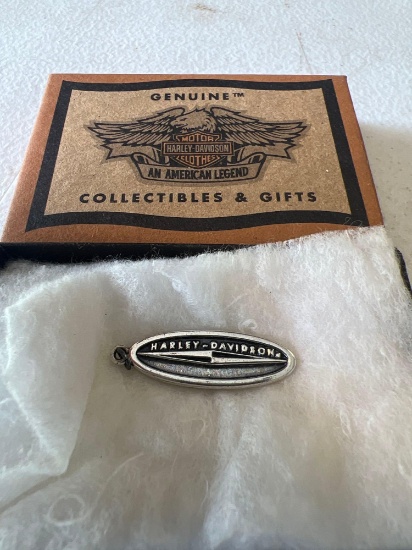 GENUINE™
MOTOR
HARLEY-DAVIDSON
CLOTHES
AN AMERICAN LEGEND
COLLECTIBLES & GIFTS
HARLEY-DAVIDSON